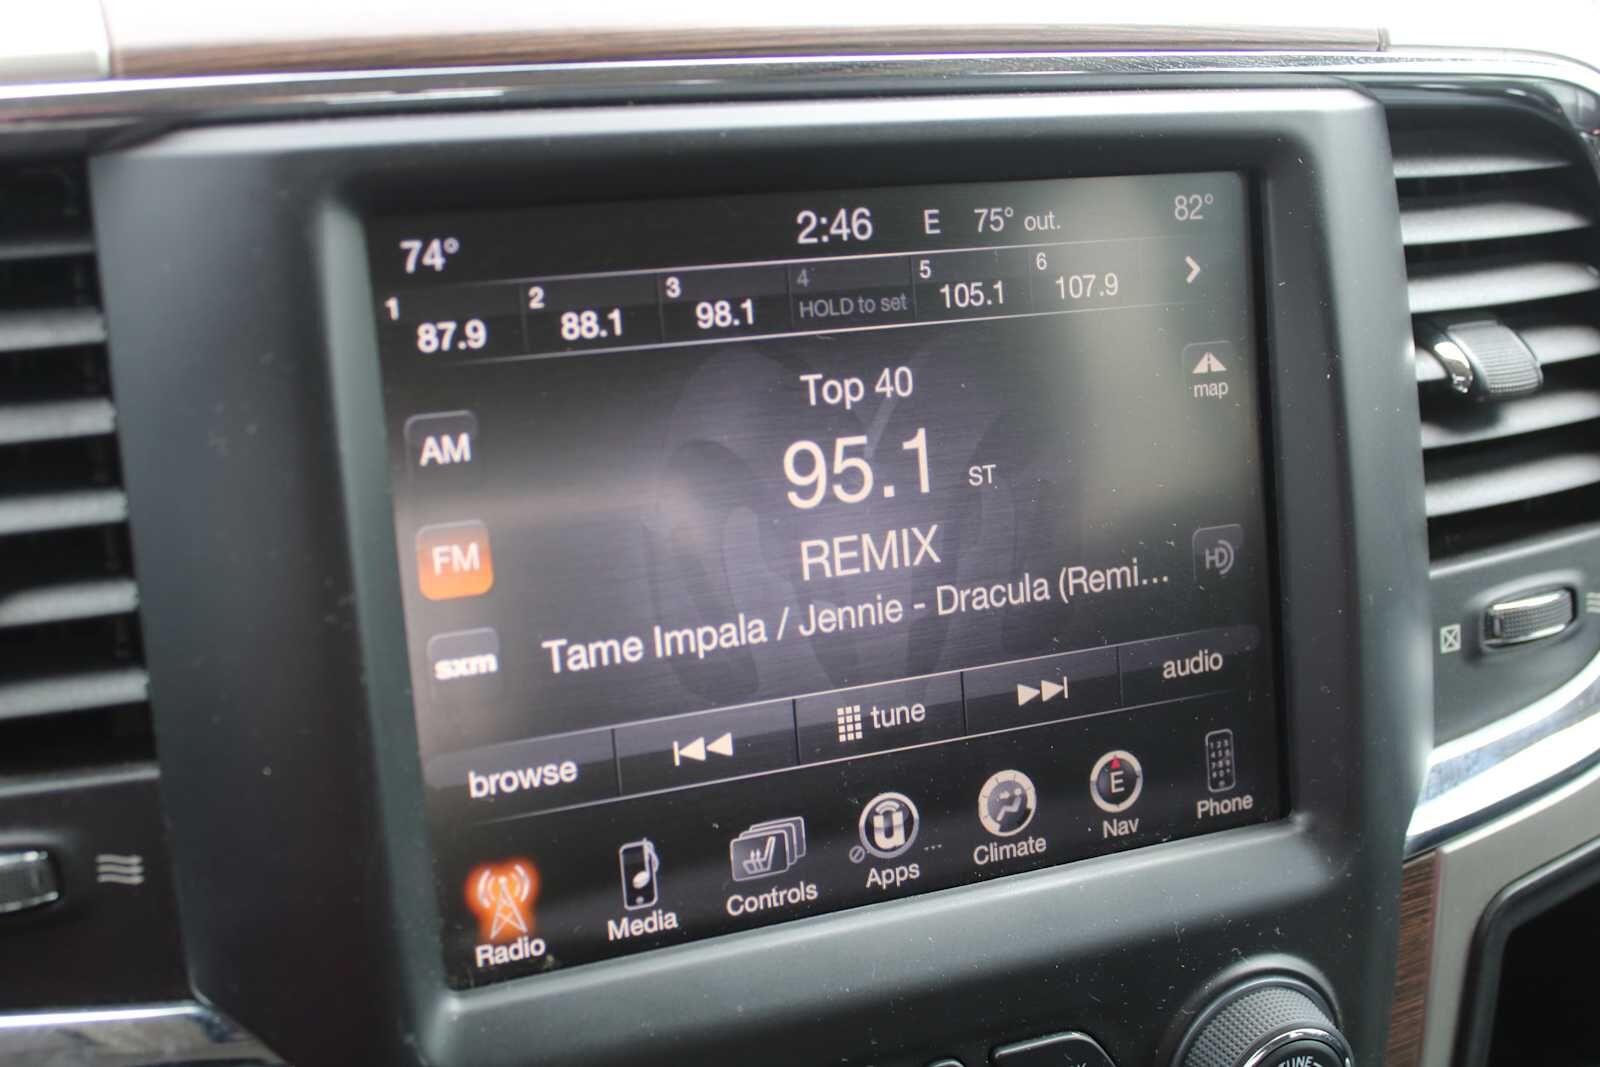 2:46 E 75° out. 82°
74°
1 87.9 2 88.1 3 98.1 4 HOLD to set 5 105.1 6 107.9
Top 40
map
AM
95.1 ST
FM
REMIX
HD
Tame Impala / Jennie - Dracula (Remi...
sxm
browse tune audio
Radio Media Controls Apps Climate E Nav Phone
TUNE